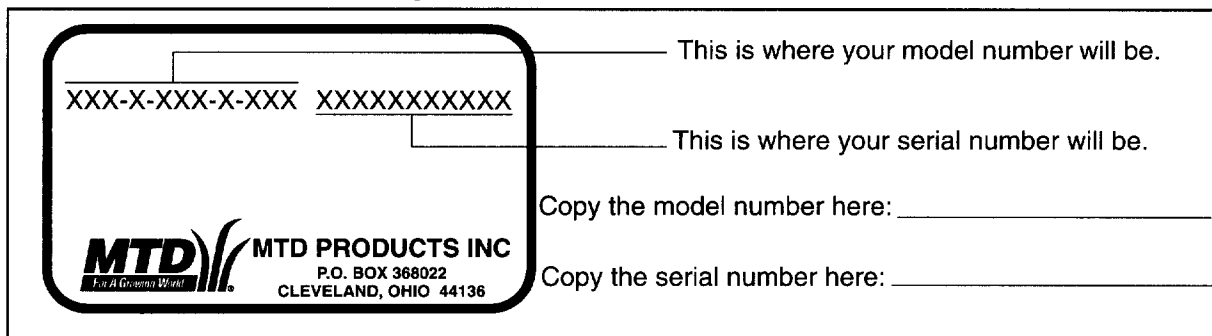 This is where your model number will be.
XXX-X-XXX-X-XXX XXXXXXXXXXX
This is where your serial number will be.
Copy the model number here:
MTD
For A Growing World
MTD PRODUCTS INC
P.O. BOX 368022
CLEVELAND, OHIO 44136
Copy the serial number here: